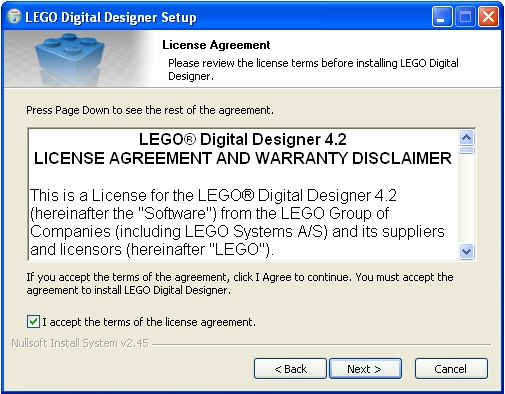 LEGO Digital Designer Setup
License Agreement
Please review the license terms before installing LEGO Digital
Designer.
Press Page Down to see the rest of the agreement.
LEGO® Digital Designer 4.2
LICENSE AGREEMENT AND WARRANTY DISCLAIMER
This is a License for the LEGO® Digital Designer 4.2
(hereinafter the "Software") from the LEGO Group of
Companies (including LEGO Systems A/S) and its suppliers
and licensors (hereinafter "LEGO").
If you accept the terms of the agreement, click I Agree to continue. You must accept the
agreement to install LEGO Digital Designer.
I accept the terms of the license agreement.
Nullsoft Install System v2.45
< Back
Next >
Cancel